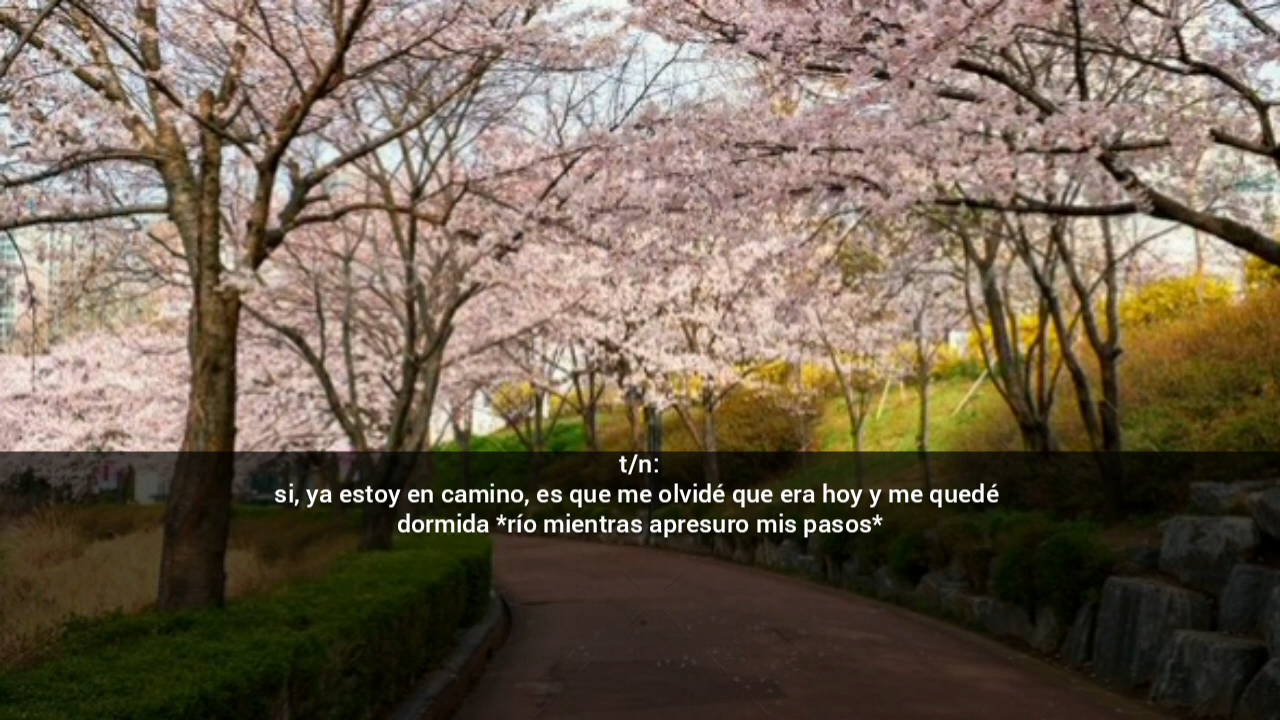 t/n:
si, ya estoy en camino, es que me olvidé que era hoy y me quedé
dormida *río mientras apresuro mis pasos*